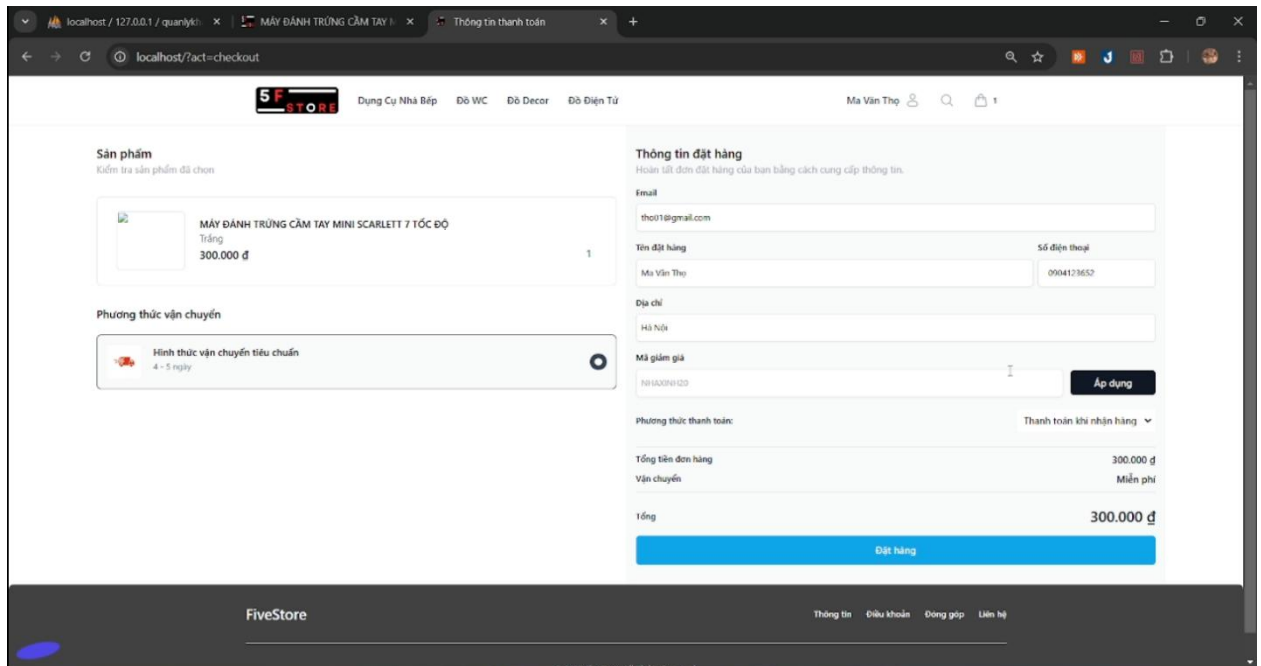 localhost / 127.0.0.1 / quanlykh
MÁY ĐÁNH TRỨNG CẦM TAY
Thông tin thanh toán
localhost/?act=checkout
5 F STORE
Dụng Cụ Nhà Bếp
Đồ WC
Đồ Decor
Đồ Điện Tử
Ma Văn Thọ
1
Sản phẩm
Kiểm tra sản phẩm đã chọn
MÁY ĐÁNH TRỨNG CẦM TAY MINI SCARLETT 7 TỐC ĐỘ
Trắng
300.000 ₫
1
Phương thức vận chuyển
Hình thức vận chuyển tiêu chuẩn
4 - 5 ngày
Thông tin đặt hàng
Hoàn tất đơn đặt hàng của bạn bằng cách cung cấp thông tin.
Email
tho01@gmail.com
Tên đặt hàng
Số điện thoại
Ma Văn Thọ
0904123652
Địa chỉ
Hà Nội
Mã giảm giá
NHAXINH20
Áp dụng
Phương thức thanh toán:
Thanh toán khi nhận hàng
Tổng tiền đơn hàng
300.000 ₫
Vận chuyển
Miễn phí
Tổng
300.000 ₫
Đặt hàng
FiveStore
Thông tin
Điều khoản
Đóng góp
Liên hệ